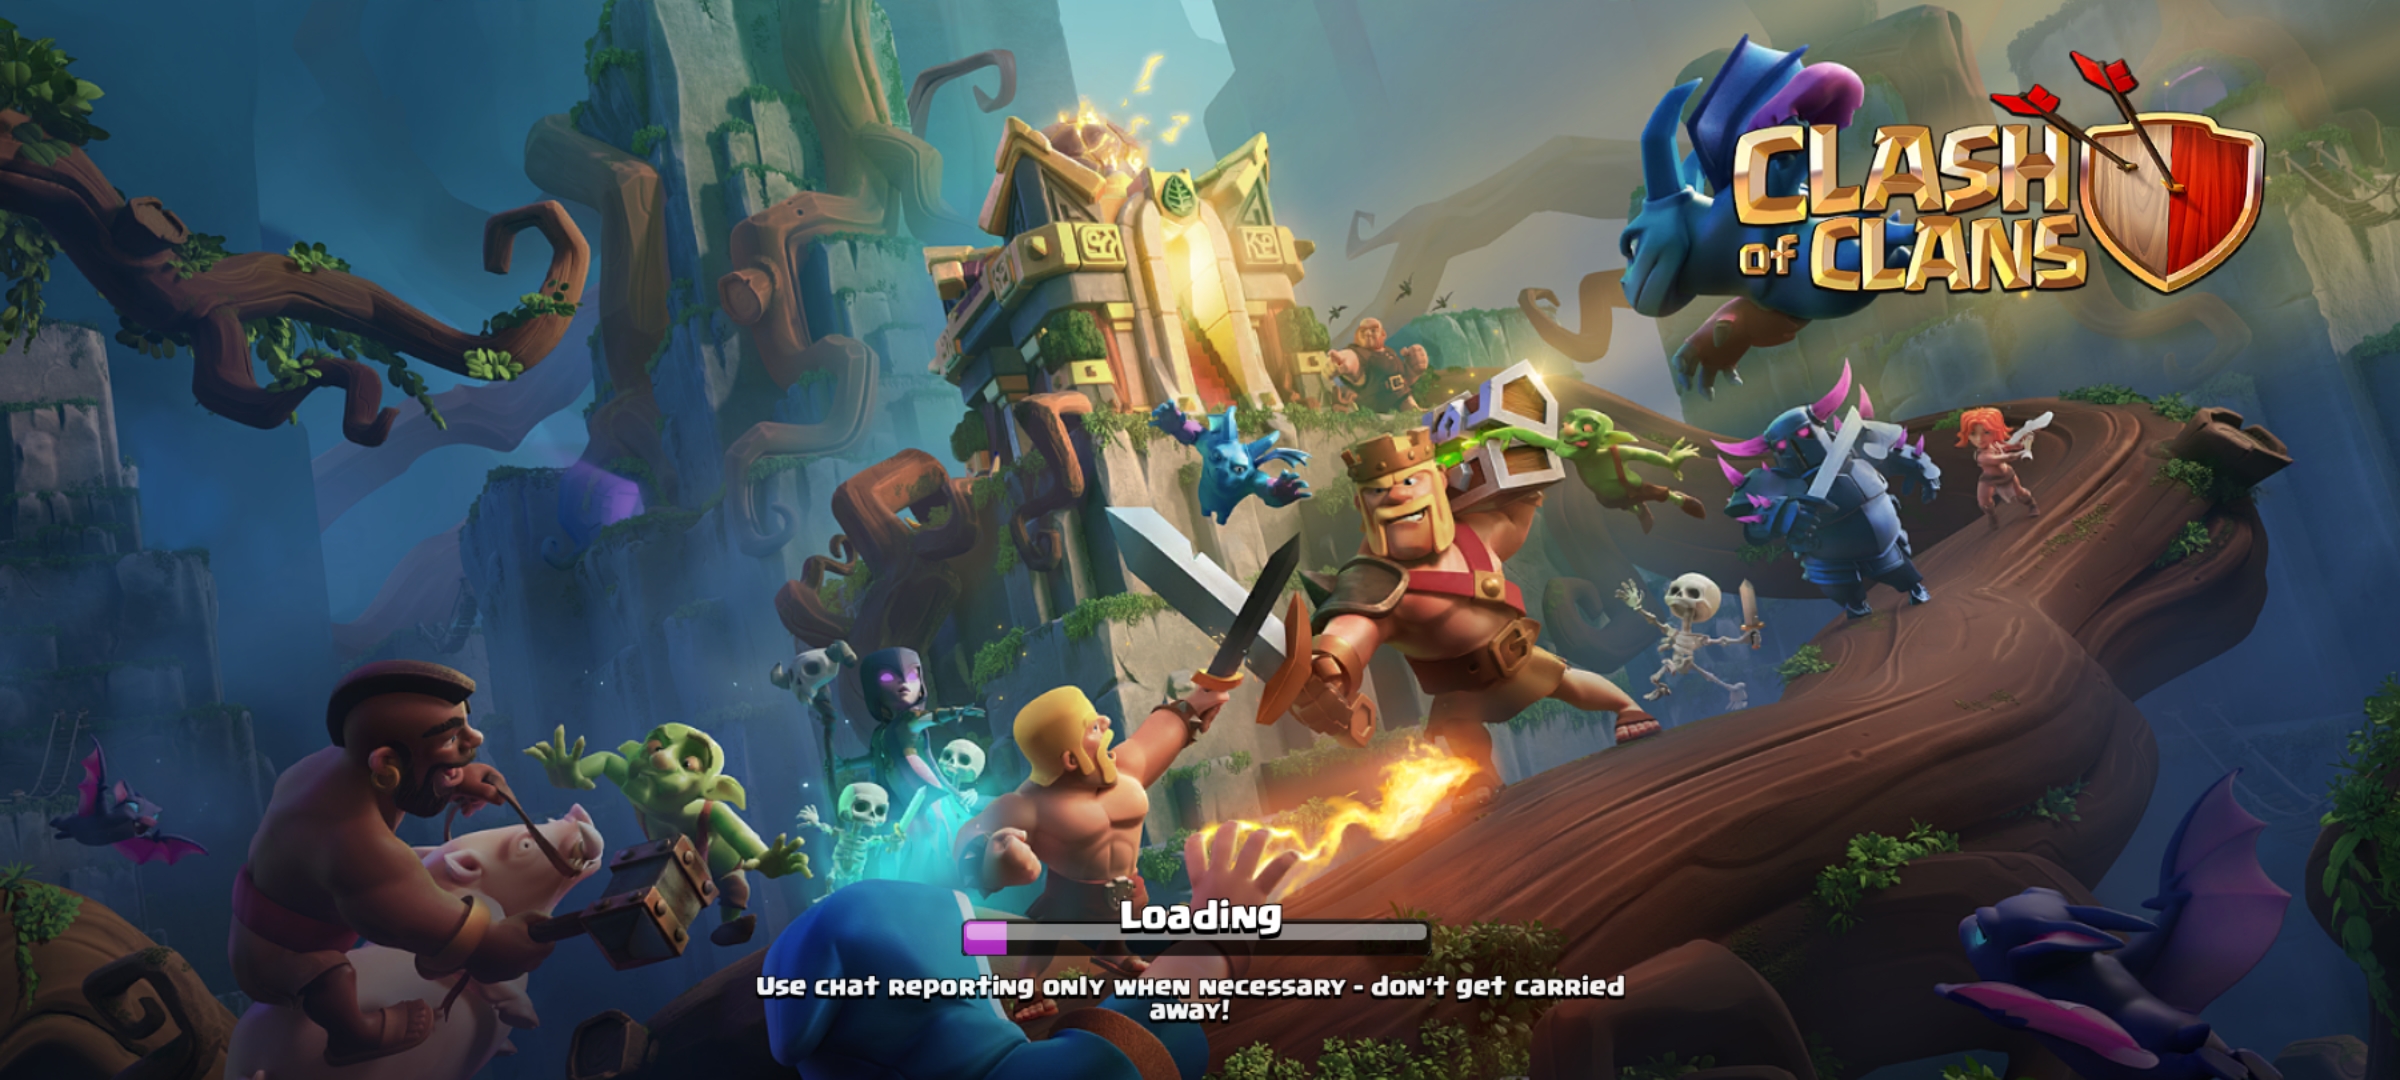 CLASH
OF CLANS
Loading
Use chat reporting only when necessary - don't get carried
away!